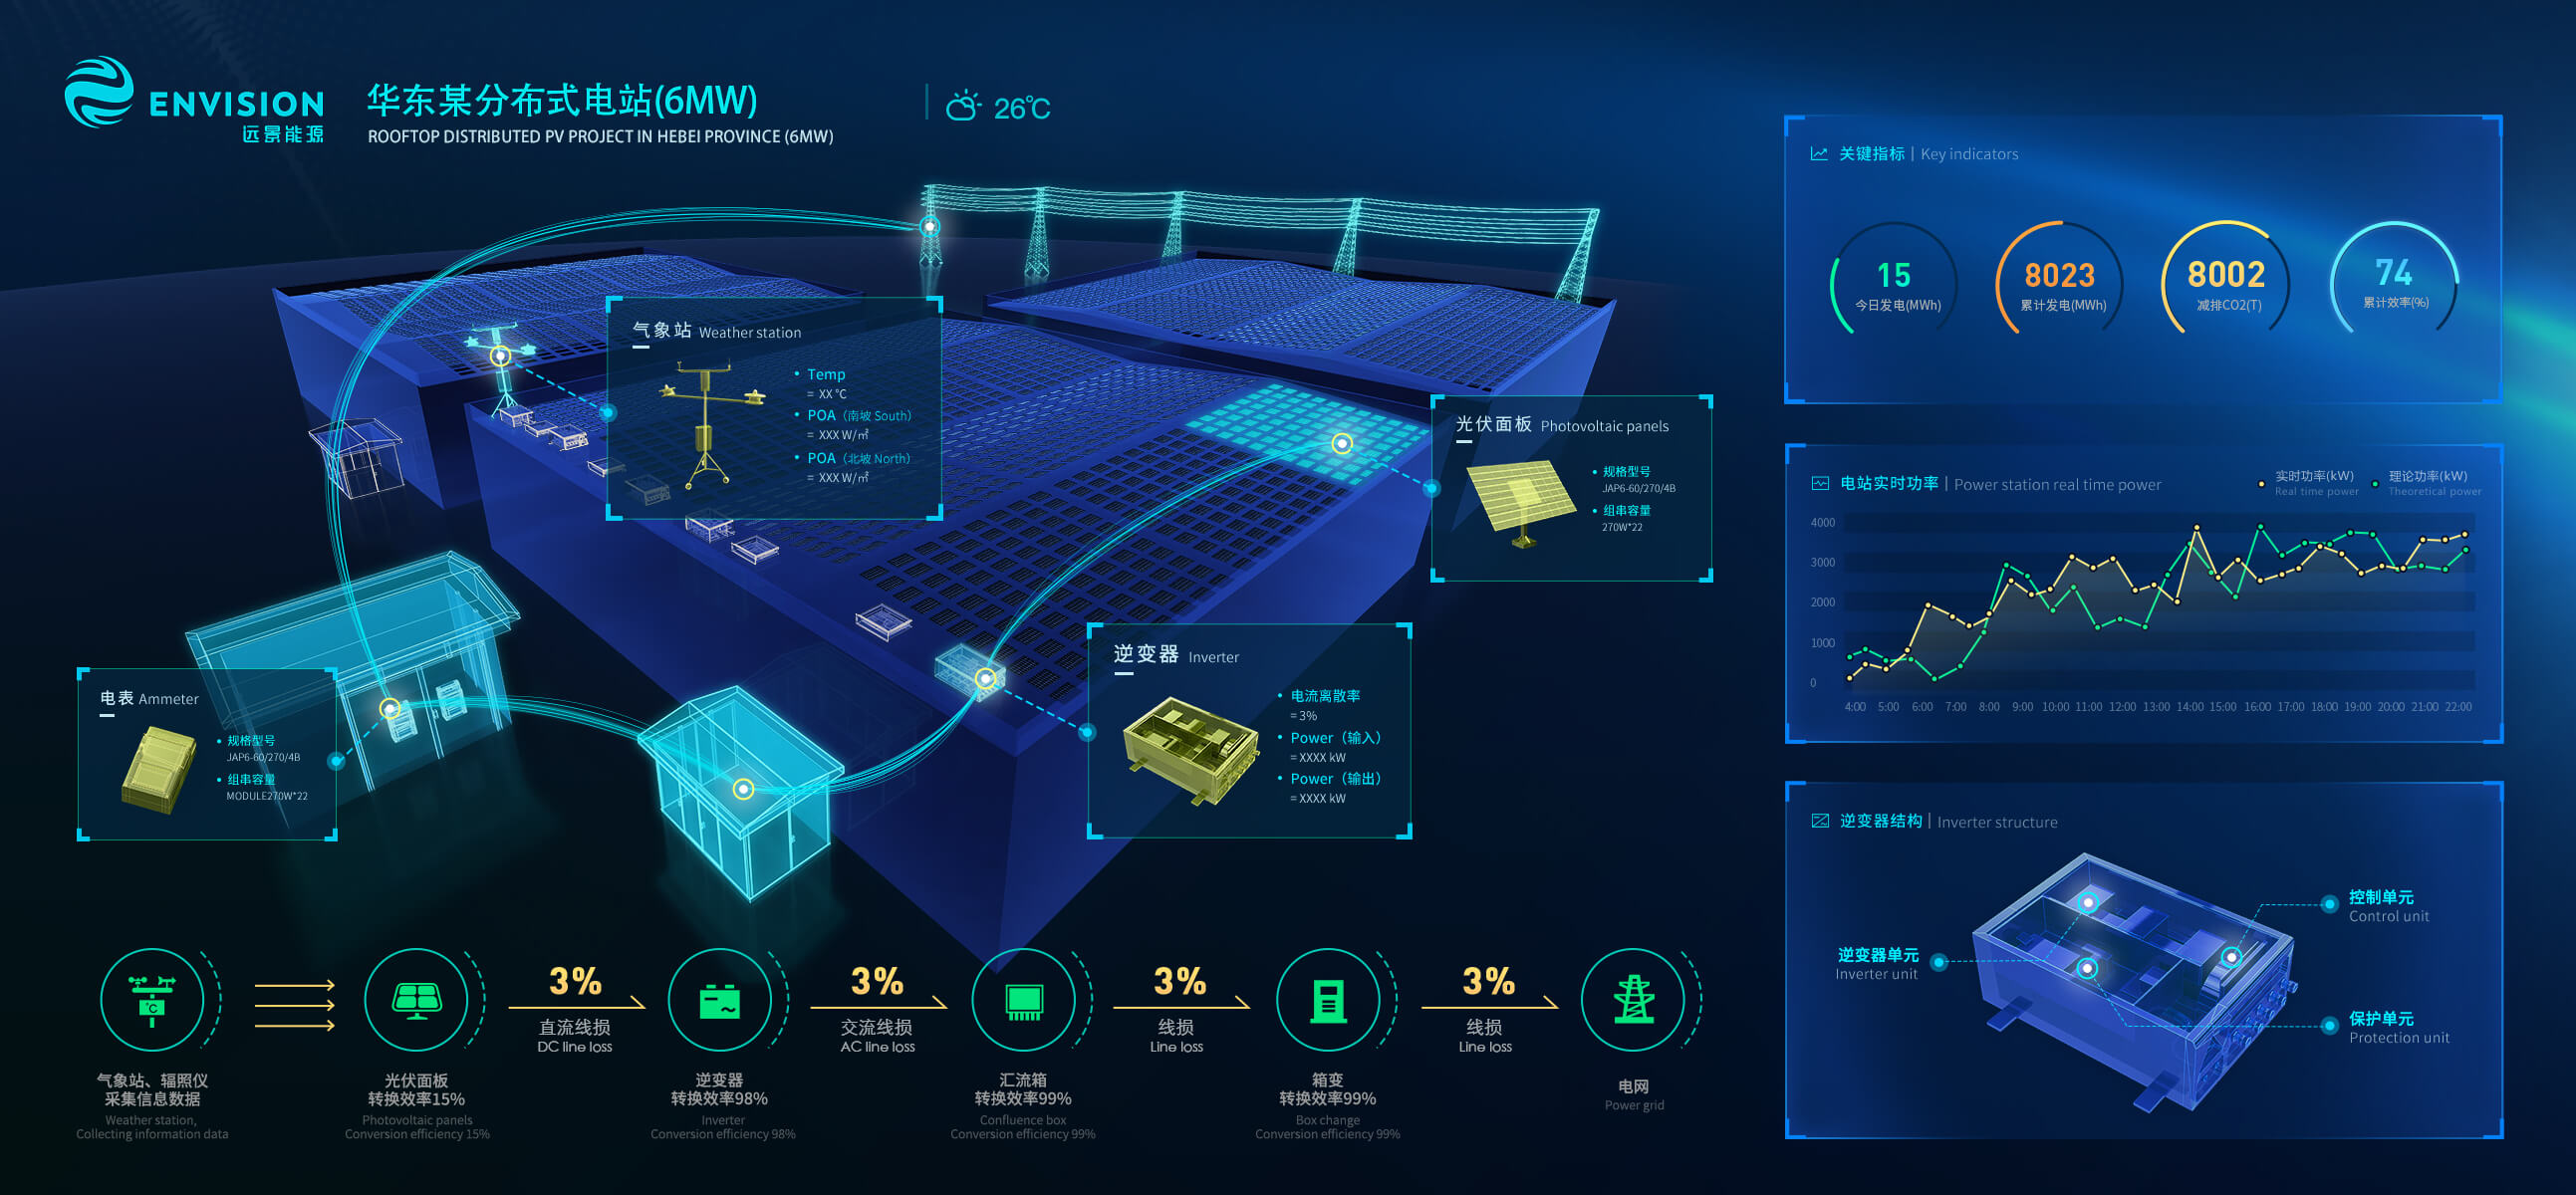 ENVISION
远景能源
华东某分布式电站(6MW)
ROOFTOP DISTRIBUTED PV PROJECT IN HEBEI PROVINCE (6MW)
26℃
气象站 Weather station
• Temp
= XX °C
• POA（南坡 South）
= XXX W/㎡
• POA（北坡 North）
= XXX W/㎡
光伏面板 Photovoltaic panels
• 规格型号
JAP6-60/270/4B
• 组串容量
270W*22
逆变器 Inverter
• 电流离散率
= 3%
• Power（输入）
= XXXX kW
• Power（输出）
= XXXX kW
电表 Ammeter
• 规格型号
JAP6-60/270/4B
• 组串容量
MODULE270W*22
℃
气象站、辐照仪
采集信息数据
Weather station,
Collecting information data
光伏面板
转换效率15%
Photovoltaic panels
Conversion efficiency 15%
3%
直流线损
DC line loss
逆变器
转换效率98%
Inverter
Conversion efficiency 98%
3%
交流线损
AC line loss
汇流箱
转换效率99%
Confluence box
Conversion efficiency 99%
3%
线损
Line loss
箱变
转换效率99%
Box change
Conversion efficiency 99%
3%
线损
Line loss
电网
Power grid
关键指标 | Key indicators
15
今日发电(MWh)
8023
累计发电(MWh)
8002
减排CO2(T)
74
累计效率(%)
电站实时功率 | Power station real time power
实时功率(kW)
Real time power
理论功率(kW)
Theoretical power
4000
3000
2000
1000
0
4:00 5:00 6:00 7:00 8:00 9:00 10:00 11:00 12:00 13:00 14:00 15:00 16:00 17:00 18:00 19:00 20:00 21:00 22:00
逆变器结构 | Inverter structure
控制单元
Control unit
逆变器单元
Inverter unit
保护单元
Protection unit